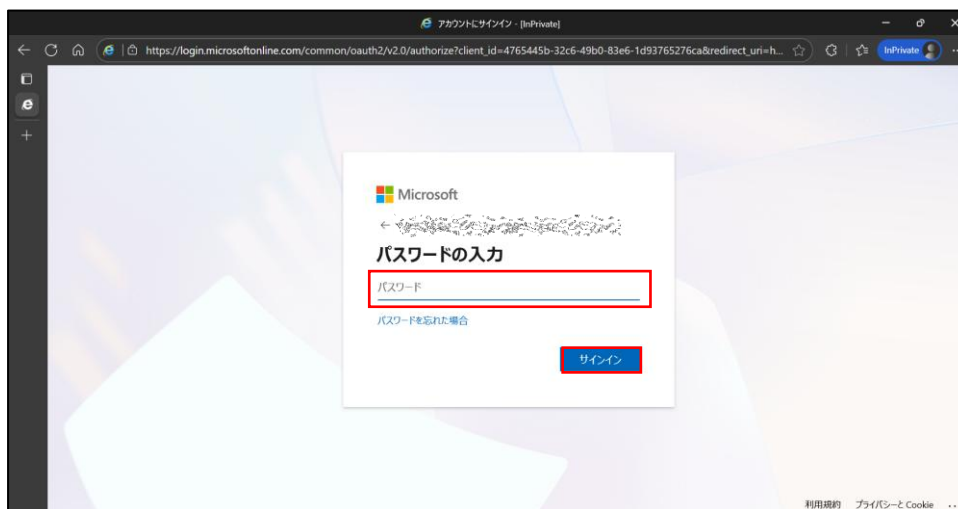 アカウントにサインイン - [InPrivate]
https://login.microsoftonline.com/common/oauth2/v2.0/authorize?client_id=4765445b-32c6-49b0-83e6-1d93765276ca&redirect_uri=h...
InPrivate
Microsoft
パスワードの入力
パスワード
パスワードを忘れた場合
サインイン
利用規約 プライバシーと Cookie ...